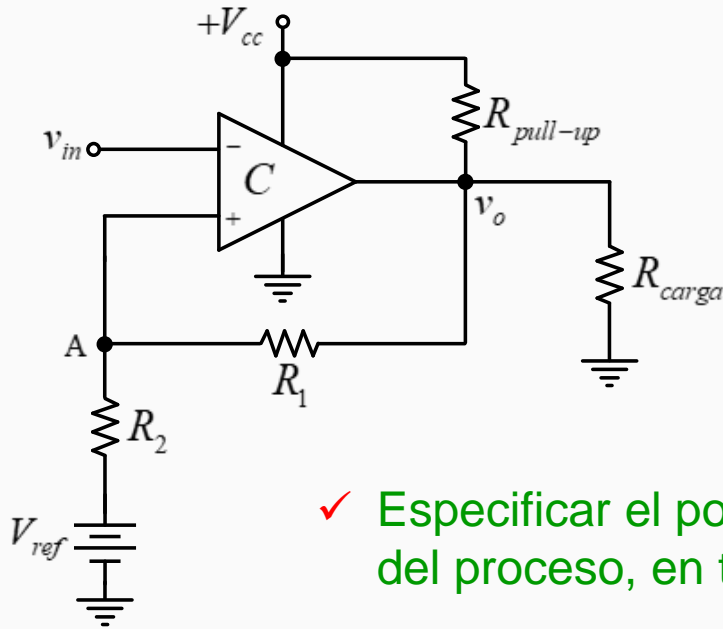 +Vcc
Rpull-up
vin
−
C
+
vo
Rcarga
A
R1
R2
Vref
✓ Especificar el po
del proceso, en t